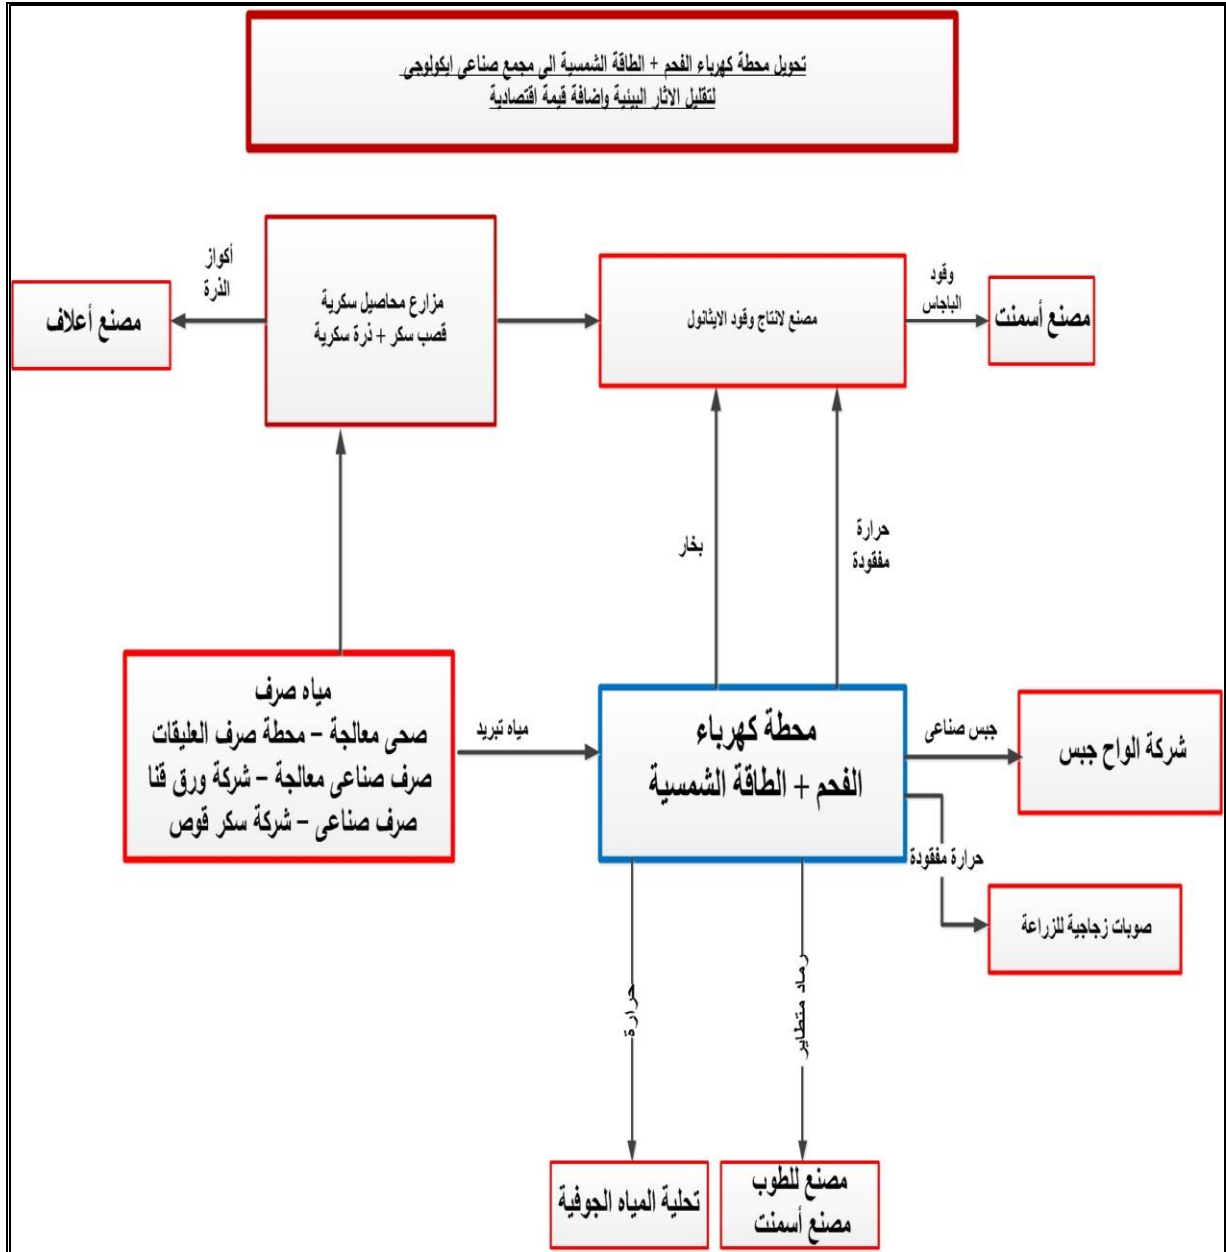 تحويل محطة كهرباء الفحم + الطاقة الشمسية الى مجمع صناعى ايكولوجى
لتقليل الاثار البيئية واضافة قيمة اقتصادية
مصنع أسمنت
وقود
الباجاس
مصنع لانتاج وقود الايثانول
مزارع محاصيل سكرية
قصب سكر + ذرة سكرية
أكواز
الذرة
مصنع أعلاف
حرارة
مفقودة
بخار
شركة الواح جبس
جبس صناعى
محطة كهرباء
الفحم + الطاقة الشمسية
مياه تبريد
مياه صرف
صحى معالجة – محطة صرف العليقات
صرف صناعى معالجة – شركة ورق قنا
صرف صناعى – شركة سكر قوص
حرارة مفقودة
صوبات زجاجية للزراعة
رماد متطاير
حرارة
مصنع للطوب
مصنع أسمنت
تحلية المياه الجوفية